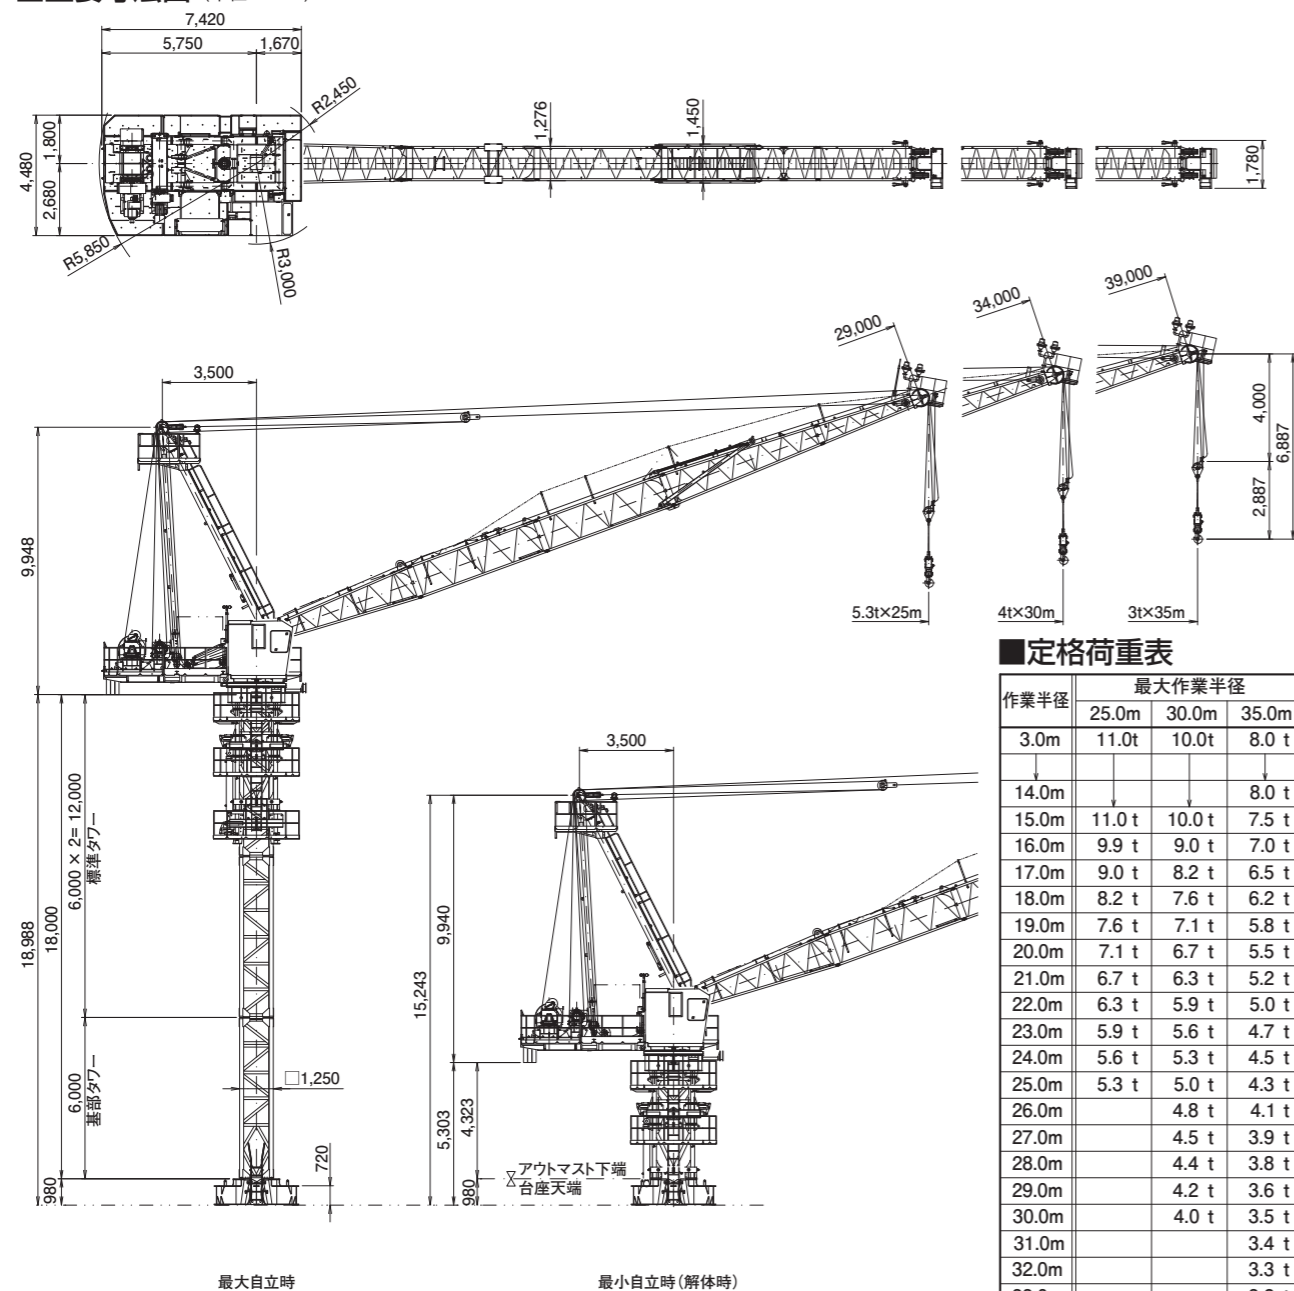 7,420
5,750
1,670
R2,450
4,480
1,800
2,680
1,276
1,450
1,780
R5,850
R3,000
29,000
34,000
39,000
3,500
4,000
6,887
2,887
9,948
5.3t×25m
4t×30m
3t×35m
18,988
18,000
6,000 × 2= 12,000
標準タワー
6,000
基部タワー
□1,250
720
980
最大自立時
3,500
15,243
9,940
5,303
4,323
980
アウトマスト下端
台座天端
最小自立時(解体時)
■定格荷重表
作業半径 最大作業半径
25.0m 30.0m 35.0m
3.0m 11.0t 10.0t 8.0 t
14.0m 8.0 t
15.0m 11.0 t 10.0 t 7.5 t
16.0m 9.9 t 9.0 t 7.0 t
17.0m 9.0 t 8.2 t 6.5 t
18.0m 8.2 t 7.6 t 6.2 t
19.0m 7.6 t 7.1 t 5.8 t
20.0m 7.1 t 6.7 t 5.5 t
21.0m 6.7 t 6.3 t 5.2 t
22.0m 6.3 t 5.9 t 5.0 t
23.0m 5.9 t 5.6 t 4.7 t
24.0m 5.6 t 5.3 t 4.5 t
25.0m 5.3 t 5.0 t 4.3 t
26.0m 4.8 t 4.1 t
27.0m 4.5 t 3.9 t
28.0m 4.4 t 3.8 t
29.0m 4.2 t 3.6 t
30.0m 4.0 t 3.5 t
31.0m 3.4 t
32.0m 3.3 t